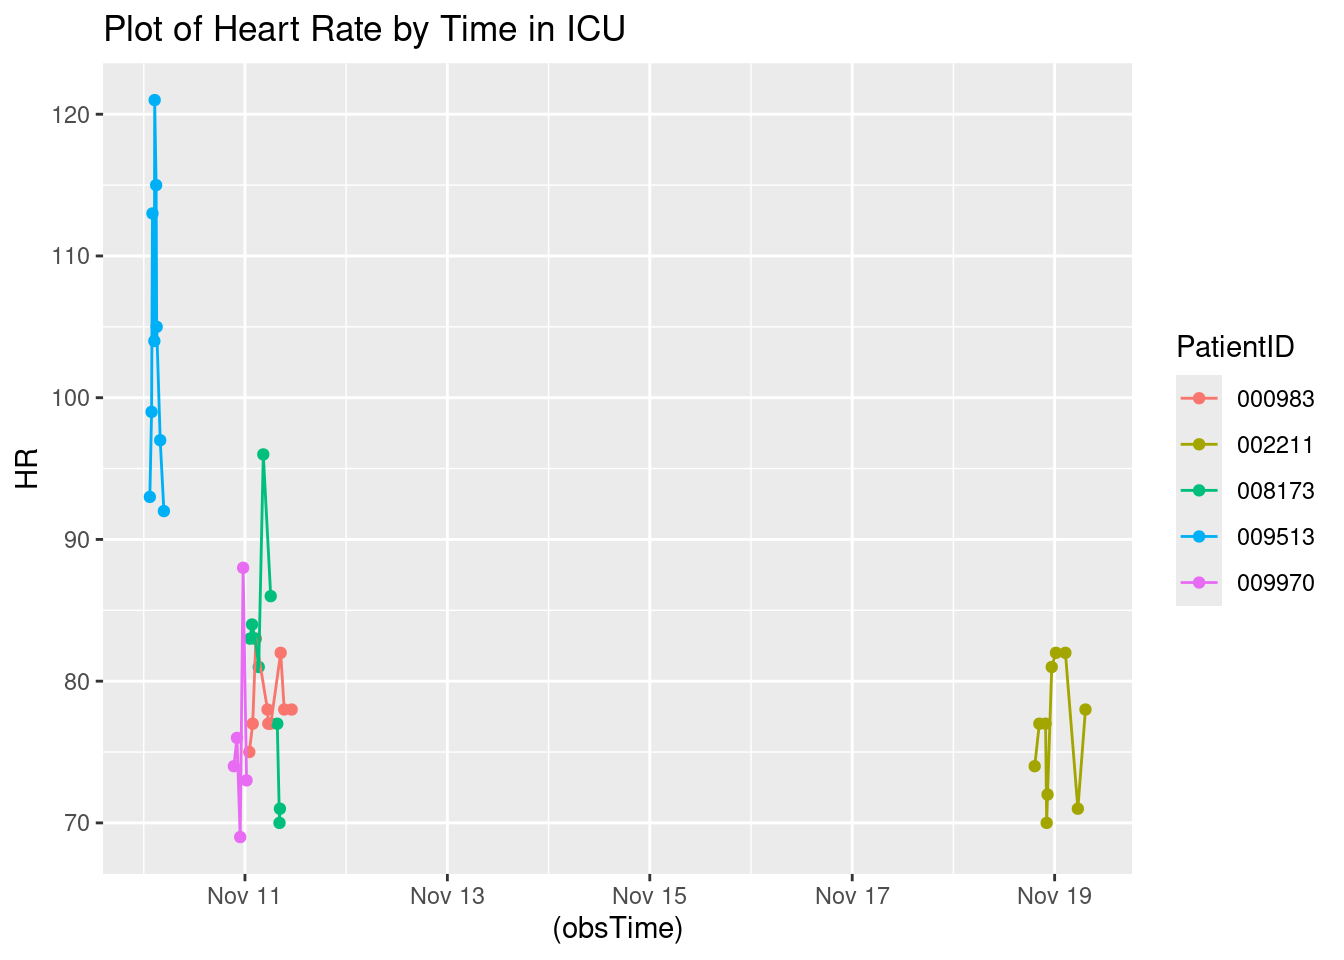 Plot of Heart Rate by Time in ICU
120
110
100
90
80
70
HR
Nov 11
Nov 13
Nov 15
Nov 17
Nov 19
(obsTime)
PatientID
000983
002211
008173
009513
009970